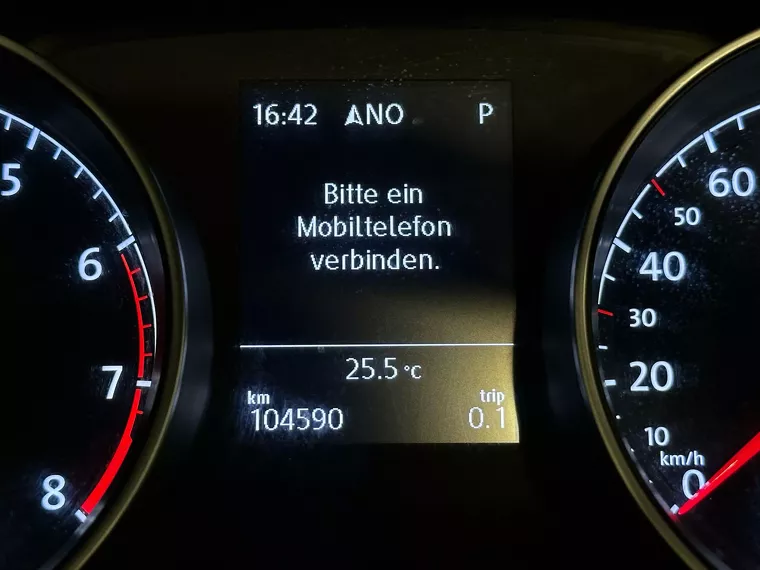 16:42 NO P
Bitte ein
Mobiltelefon
verbinden.
25.5 °C
km trip
104590 0.1
5
6
7
8
60
50
40
30
20
10
km/h
0